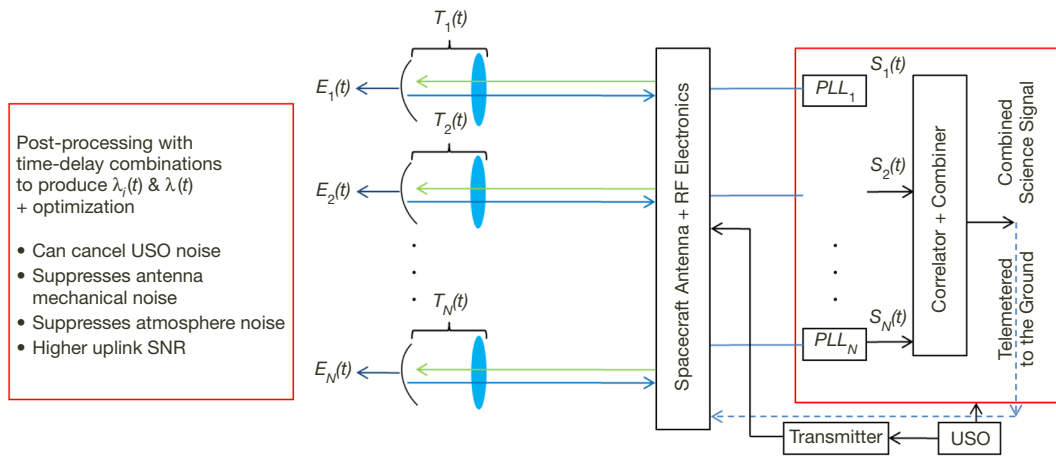 Post-processing with
time-delay combinations
to produce λi(t) & λ(t)
+ optimization
• Can cancel USO noise
• Suppresses antenna
mechanical noise
• Suppresses atmosphere noise
• Higher uplink SNR
T1(t)
E1(t)
T2(t)
E2(t)
TN(t)
EN(t)
Spacecraft Antenna + RF Electronics
PLL1
S1(t)
S2(t)
PLLN
SN(t)
Correlator + Combiner
Combined
Science Signal
Telemetered
to the Ground
Transmitter
USO